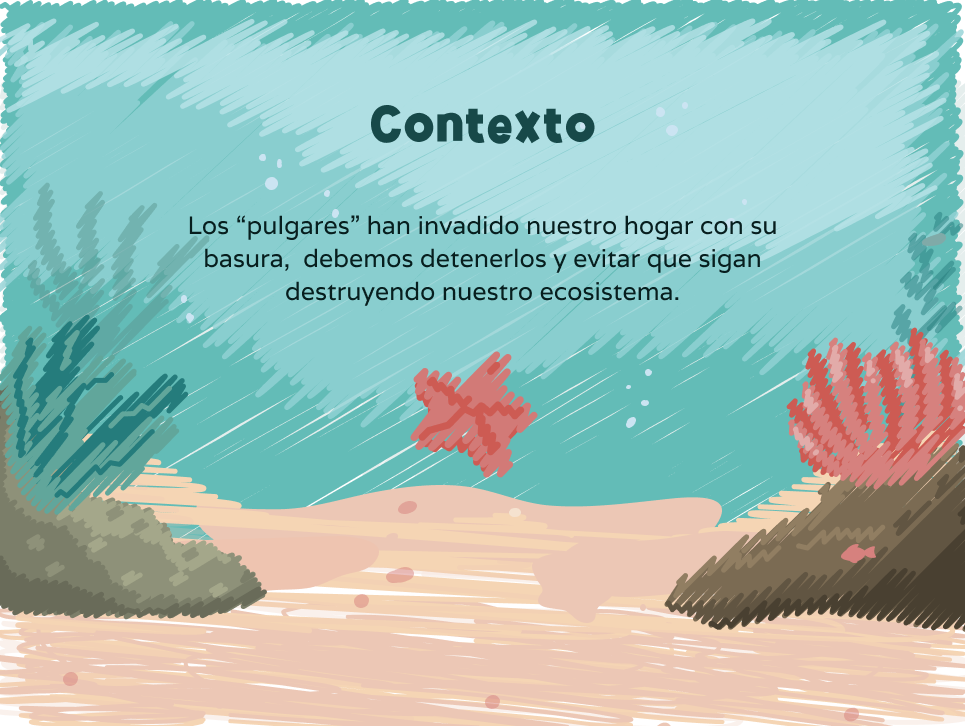 Contexto
Los “pulgares” han invadido nuestro hogar con su
basura,  debemos detenerlos y evitar que sigan
destruyendo nuestro ecosistema.